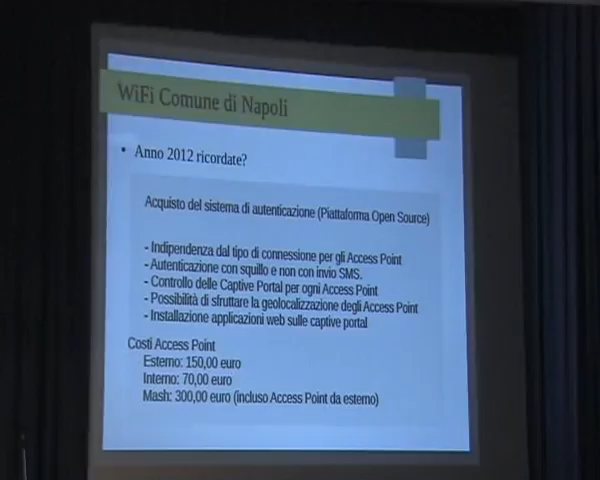 WiFi Comune di Napoli
• Anno 2012 ricordate?
Acquisto del sistema di autenticazione (Piattaforma Open Source)
- Indipendenza dal tipo di connessione per gli Access Point
- Autenticazione con squillo e non con invio SMS.
- Controllo delle Captive Portal per ogni Access Point
- Possibilità di sfruttare la geolocalizzazione degli Access Point
- Installazione applicazioni web sulle captive portal
Costi Access Point
Esterno: 150,00 euro
Interno: 70,00 euro
Mash: 300,00 euro (incluso Access Point da esterno)